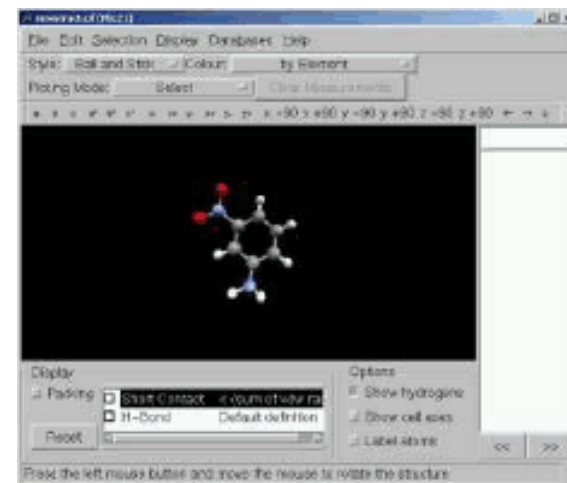 File Edit Selection Display Databases Help
Style: Ball and Stick Colour: by Element
Picking Mode: Select Clear Measurements
x -90 x +90 y -90 y +90 z -90 z +90
Display
Packing
Short Contact
H-Bond Default definition
Reset
Options
Show hydrogens
Show cell axes
Label atoms
<< >>
Press the left mouse button and move the mouse to rotate the structure